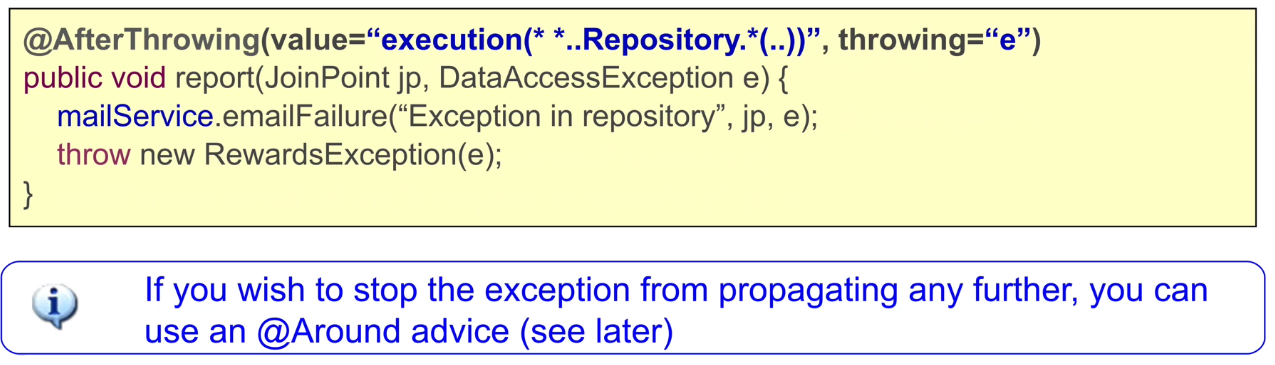 @AfterThrowing(value=“execution(* *..Repository.*(..))”, throwing=“e”)
public void report(JoinPoint jp, DataAccessException e) {
mailService.emailFailure(“Exception in repository”, jp, e);
throw new RewardsException(e);
}
If you wish to stop the exception from propagating any further, you can
use an @Around advice (see later)